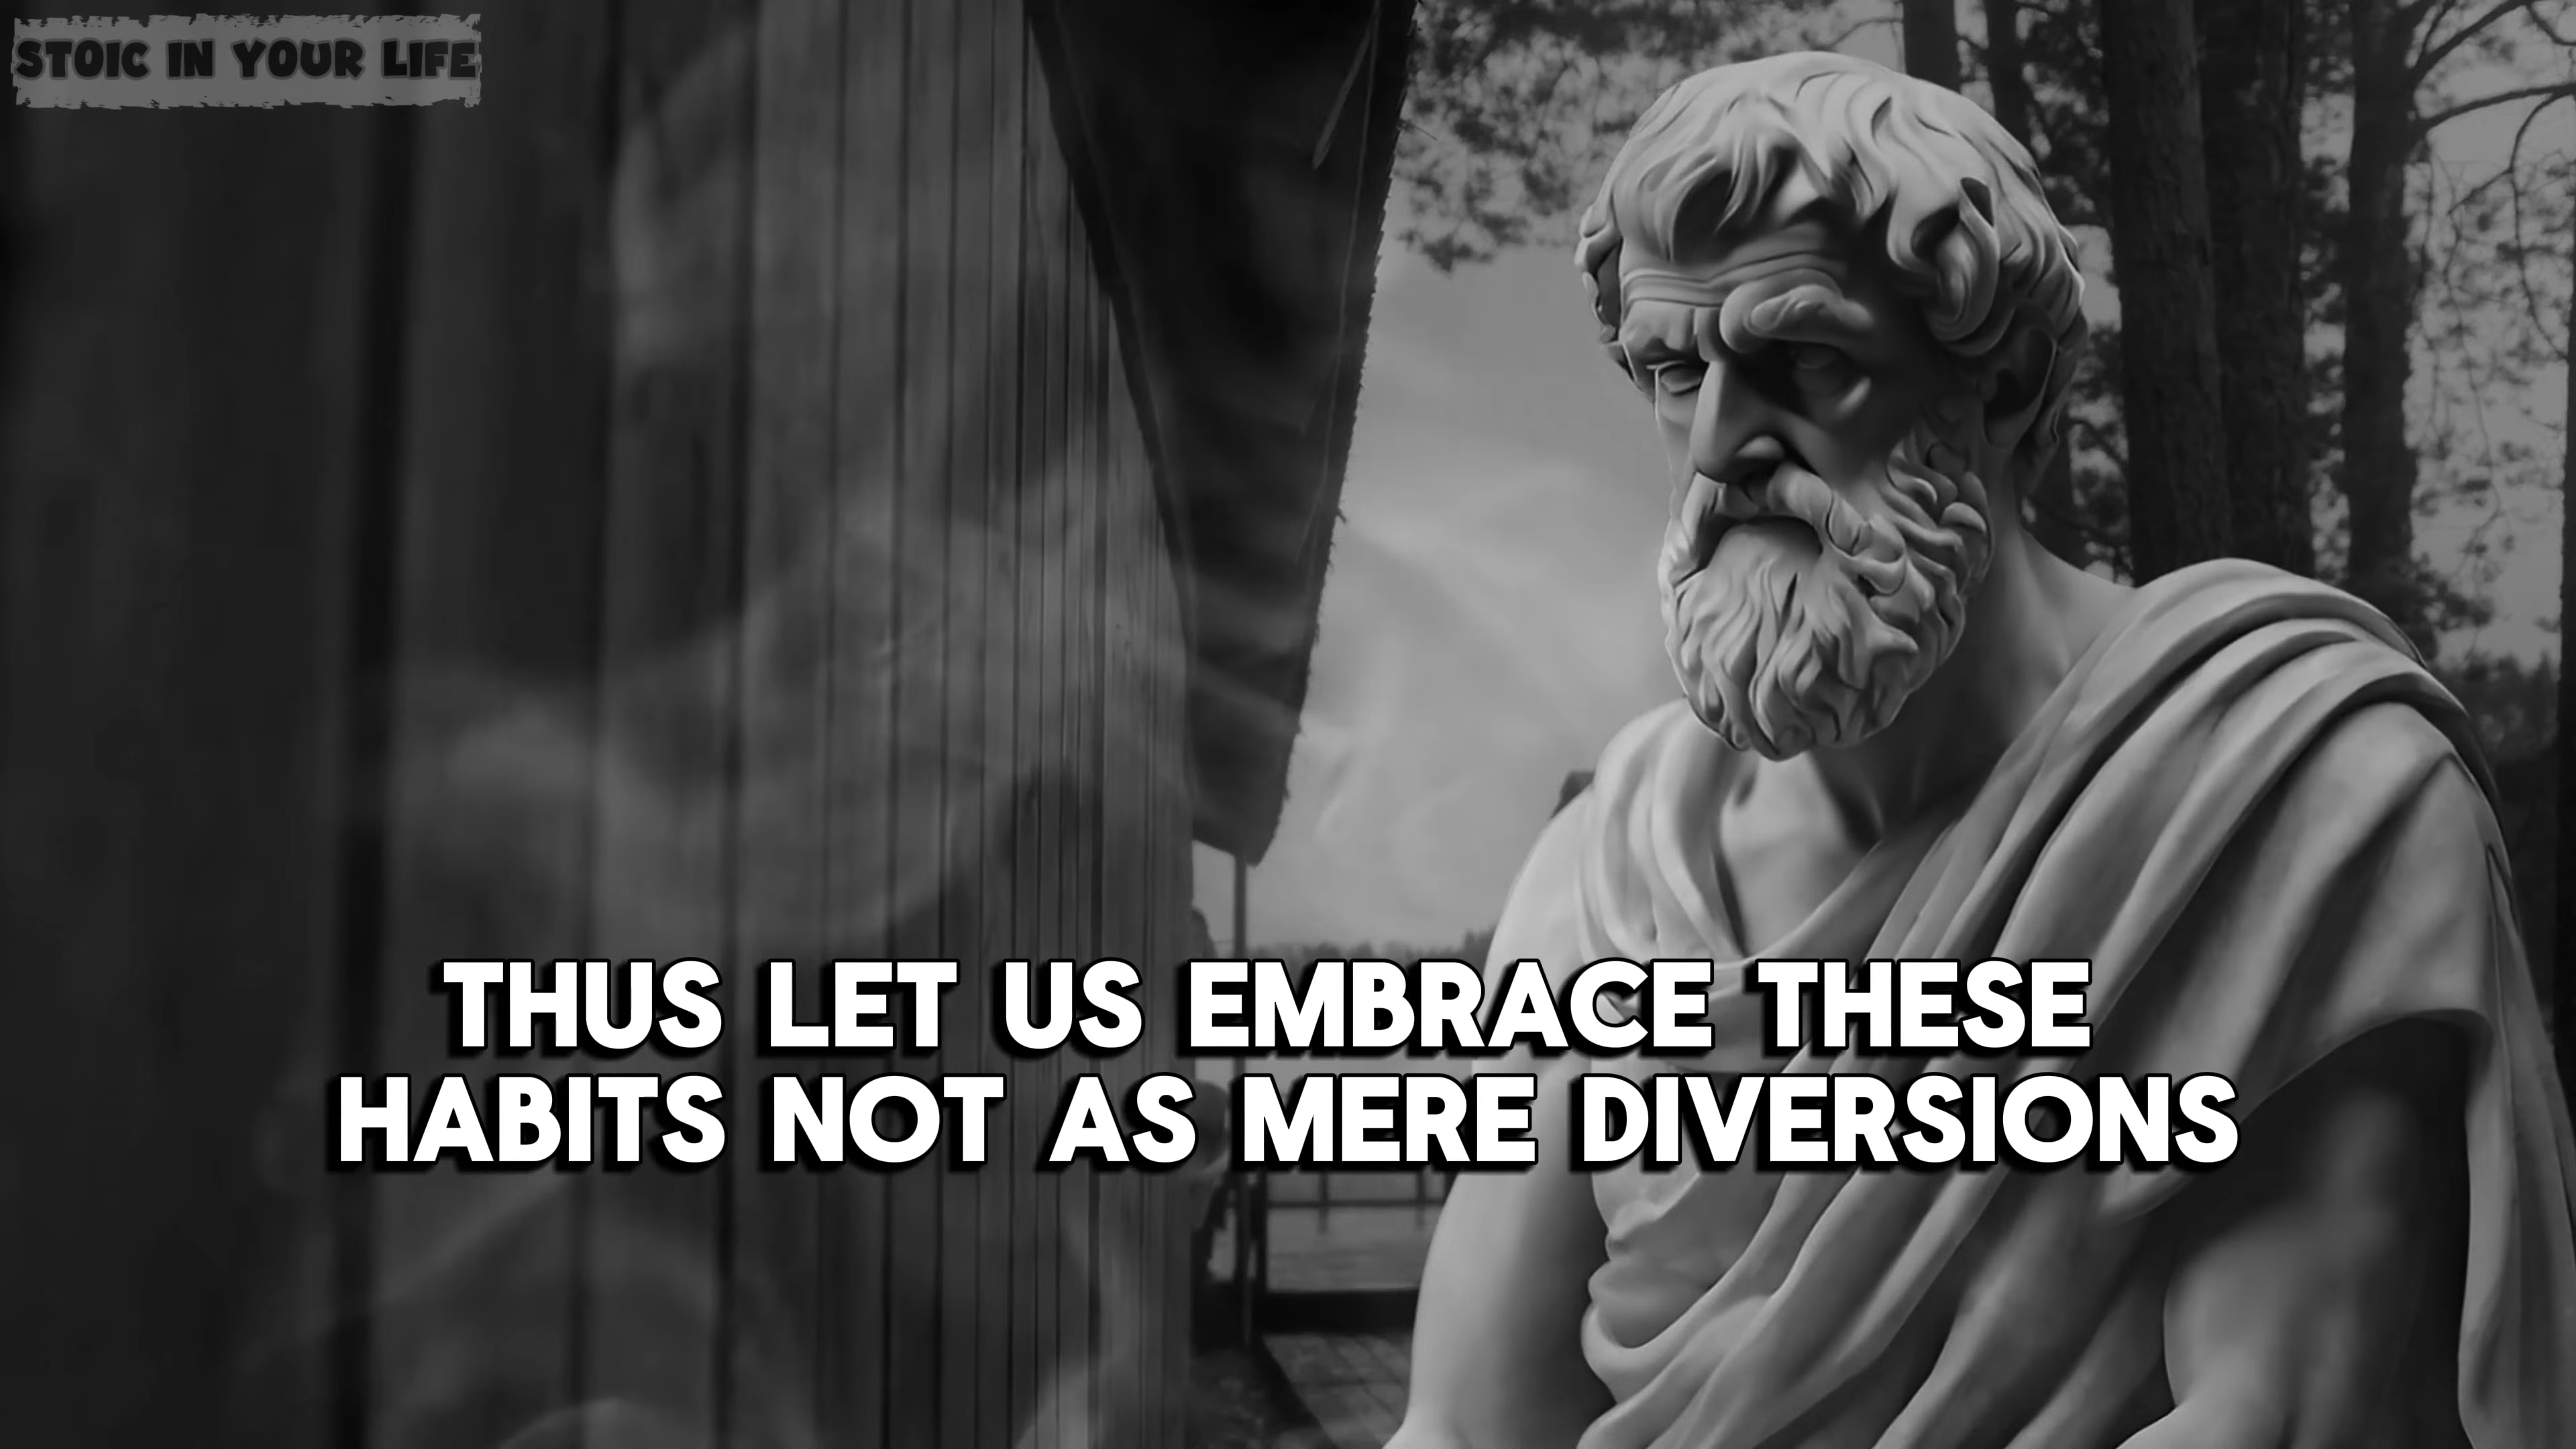 STOIC IN YOUR LIFE
THUS LET US EMBRACE THESE
HABITS NOT AS MERE DIVERSIONS